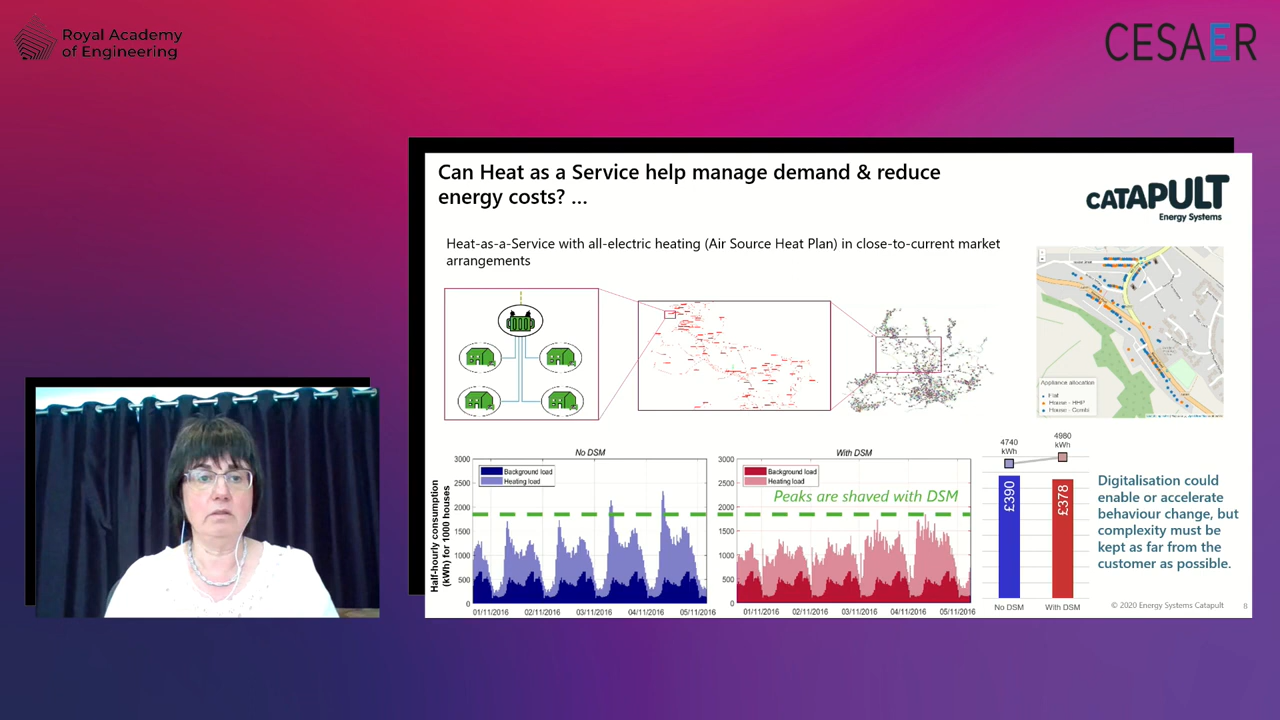 Royal Academy
of Engineering
CESAER
Can Heat as a Service help manage demand & reduce
energy costs? ...
CATAPULT
Energy Systems
Heat-as-a-Service with all-electric heating (Air Source Heat Plan) in close-to-current market
arrangements
Appliance allocation
Flat
House - HHP
House - Combi
No DSM
Half-hourly consumption
(kWh) for 1000 houses
3000
2500
2000
1500
1000
500
0
Background load
Heating load
01/11/2016 02/11/2016 03/11/2016 04/11/2016 05/11/2016
With DSM
3000
2500
2000
1500
1000
500
0
Background load
Heating load
Peaks are shaved with DSM
01/11/2016 02/11/2016 03/11/2016 04/11/2016 05/11/2016
4740
kWh
4980
kWh
£390
£378
No DSM
With DSM
Digitalisation could
enable or accelerate
behaviour change, but
complexity must be
kept as far from the
customer as possible.
© 2020 Energy Systems Catapult
8